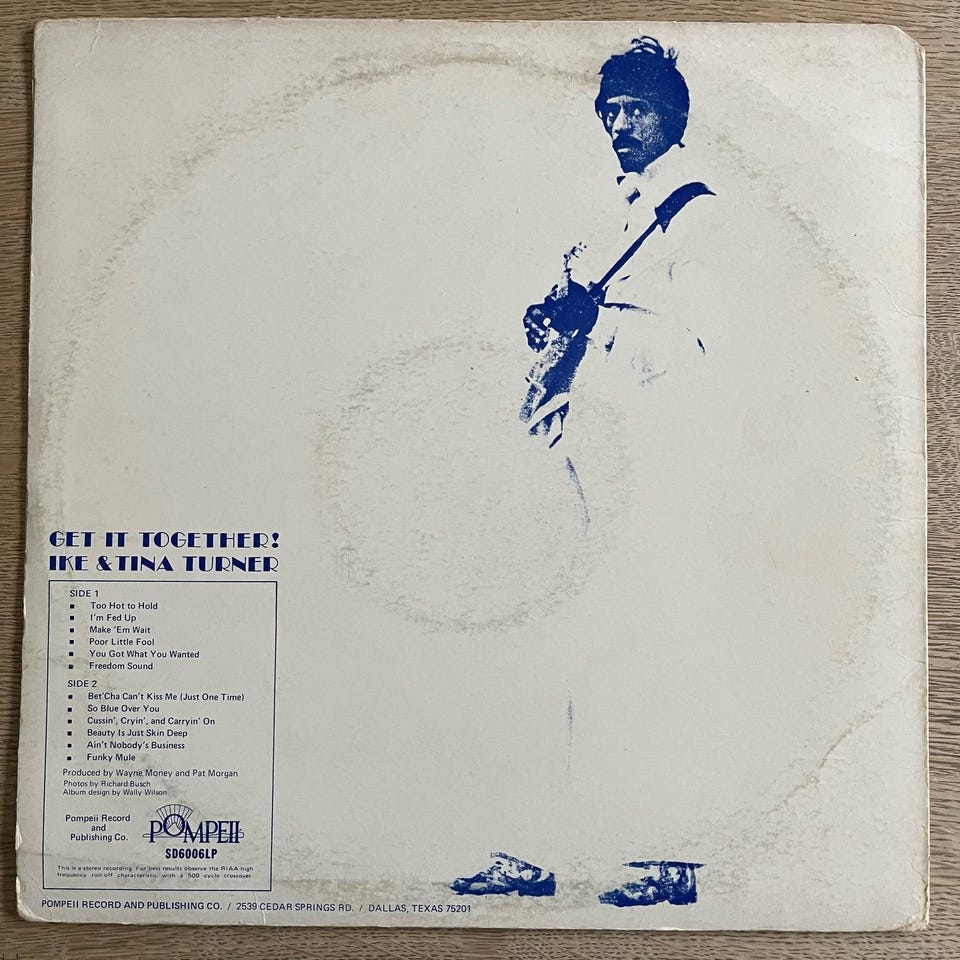 GET IT TOGETHER!
IKE & TINA TURNER
SIDE 1
Too Hot to Hold
I'm Fed Up
Make 'Em Wait
Poor Little Fool
You Got What You Wanted
Freedom Sound
SIDE 2
Bet'Cha Can't Kiss Me (Just One Time)
So Blue Over You
Cussin', Cryin', and Carryin' On
Beauty Is Just Skin Deep
Ain't Nobody's Business
Funky Mule
Produced by Wayne Money and Pat Morgan
Photos by Richard Busch
Album design by Wally Wilson
Pompeii Record
and
Publishing Co.
POMPEII
SD6006LP
This is a stereo recording. For best results observe the RIAA high
frequency roll-off characteristic with a 500 cycle crossover.
POMPEII RECORD AND PUBLISHING CO. / 2539 CEDAR SPRINGS RD. / DALLAS, TEXAS 75201